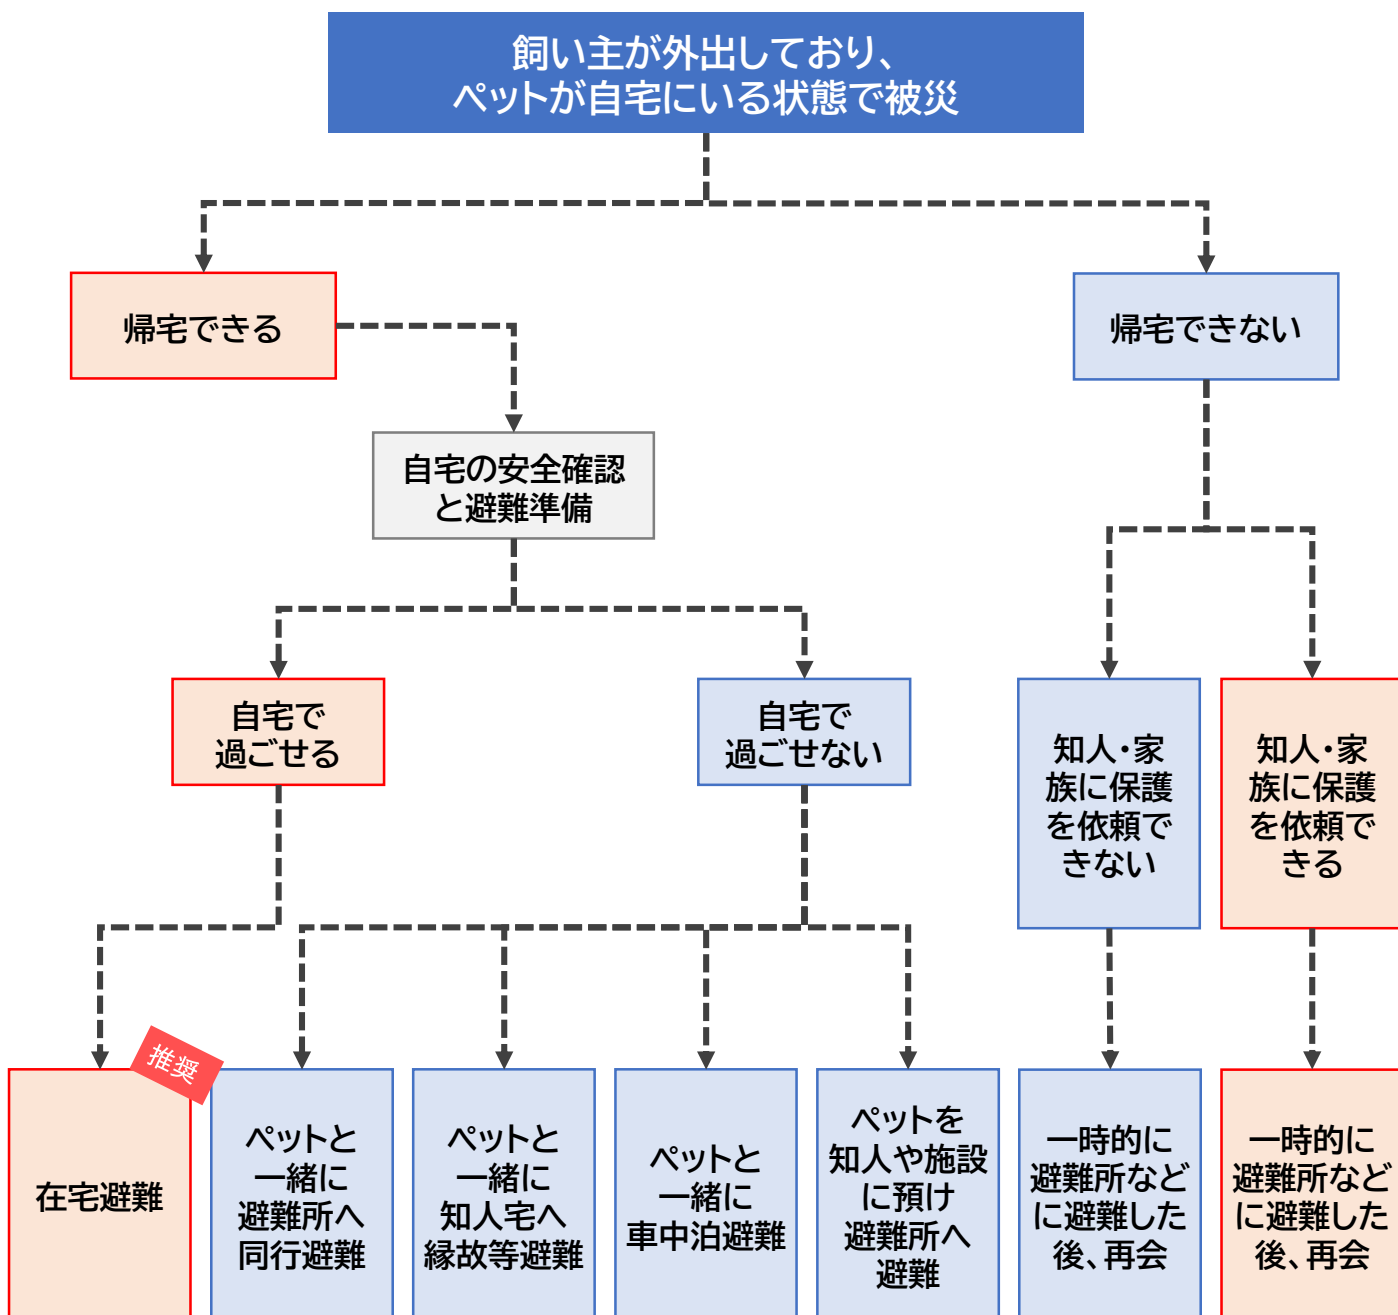 飼い主が外出しており、
ペットが自宅にいる状態で被災
帰宅できる
帰宅できない
自宅の安全確認
と避難準備
自宅で
過ごせる
自宅で
過ごせない
知人・家
族に保護
を依頼で
きない
知人・家
族に保護
を依頼で
きる
推奨
在宅避難
ペットと
一緒に
避難所へ
同行避難
ペットと
一緒に
知人宅へ
縁故等避難
ペットと
一緒に
車中泊避難
ペットを
知人や施設
に預け
避難所へ
避難
一時的に
避難所など
に避難した
後、再会
一時的に
避難所など
に避難した
後、再会